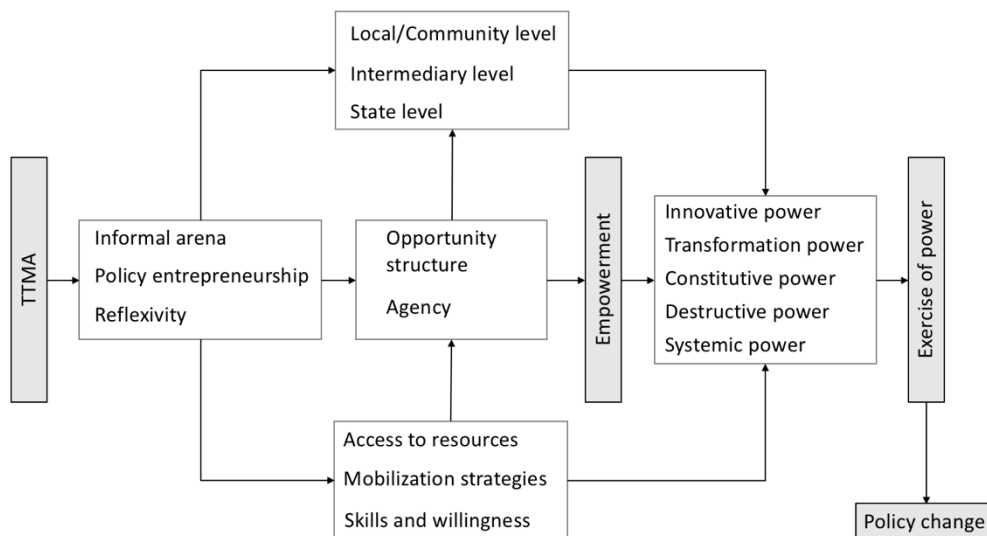 Local/Community level
Intermediary level
State level
TTMA
Informal arena
Policy entrepreneurship
Reflexivity
Opportunity
structure
Agency
Empowerment
Innovative power
Transformation power
Constitutive power
Destructive power
Systemic power
Exercise of power
Access to resources
Mobilization strategies
Skills and willingness
Policy change